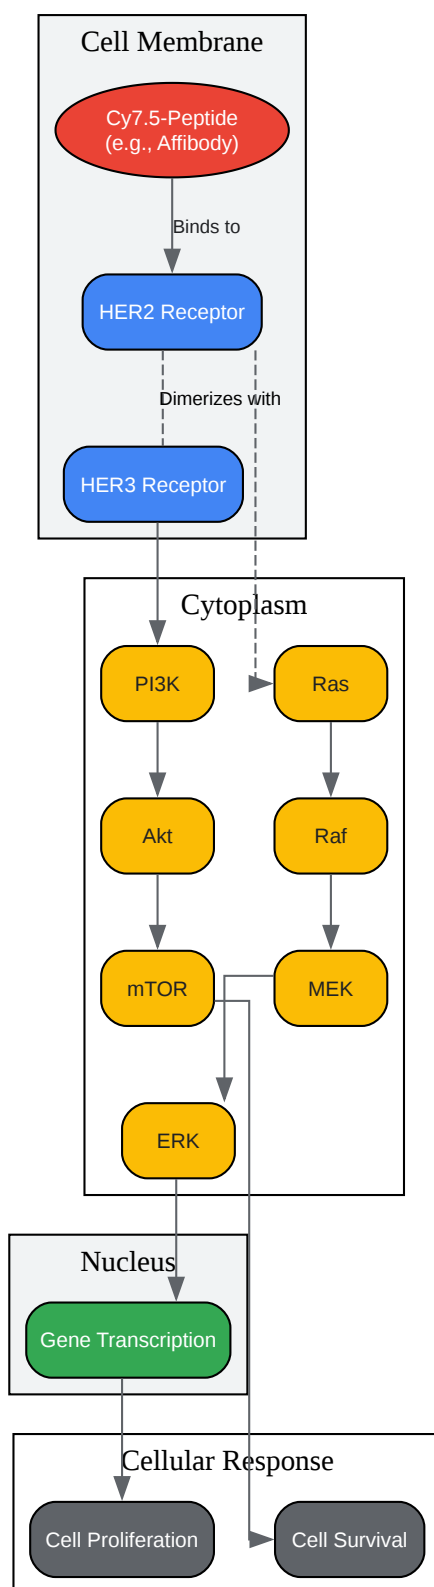 Cell Membrane
Cy7.5-Peptide
(e.g., Affibody)
Binds to
HER2 Receptor
Dimerizes with
HER3 Receptor
Cytoplasm
PI3K
Ras
Akt
Raf
mTOR
MEK
ERK
Nucleus
Gene Transcription
Cellular Response
Cell Proliferation
Cell Survival